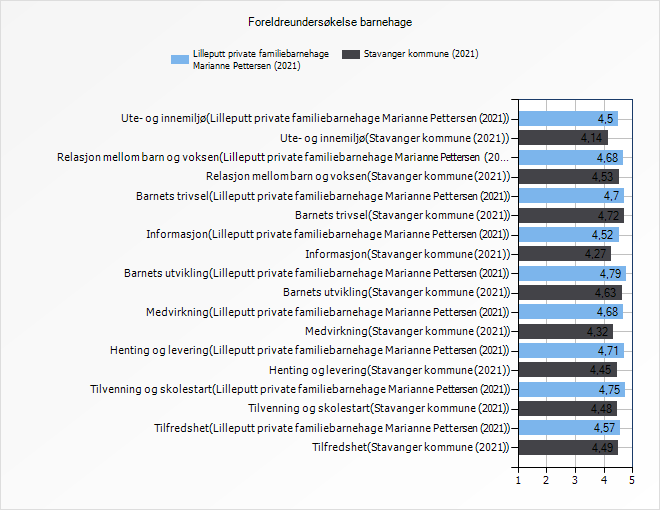 Foreldreundersøkelse barnehage
Lilleputt private familiebarnehage
Marianne Pettersen (2021)
Stavanger kommune (2021)
Ute- og innemiljø(Lilleputt private familiebarnehage Marianne Pettersen (2021)) 4,5
Ute- og innemiljø(Stavanger kommune (2021)) 4,14
Relasjon mellom barn og voksen(Lilleputt private familiebarnehage Marianne Pettersen (20... 4,68
Relasjon mellom barn og voksen(Stavanger kommune (2021)) 4,53
Barnets trivsel(Lilleputt private familiebarnehage Marianne Pettersen (2021)) 4,7
Barnets trivsel(Stavanger kommune (2021)) 4,72
Informasjon(Lilleputt private familiebarnehage Marianne Pettersen (2021)) 4,52
Informasjon(Stavanger kommune (2021)) 4,27
Barnets utvikling(Lilleputt private familiebarnehage Marianne Pettersen (2021)) 4,79
Barnets utvikling(Stavanger kommune (2021)) 4,63
Medvirkning(Lilleputt private familiebarnehage Marianne Pettersen (2021)) 4,68
Medvirkning(Stavanger kommune (2021)) 4,32
Henting og levering(Lilleputt private familiebarnehage Marianne Pettersen (2021)) 4,71
Henting og levering(Stavanger kommune (2021)) 4,45
Tilvenning og skolestart(Lilleputt private familiebarnehage Marianne Pettersen (2021)) 4,75
Tilvenning og skolestart(Stavanger kommune (2021)) 4,48
Tilfredshet(Lilleputt private familiebarnehage Marianne Pettersen (2021)) 4,57
Tilfredshet(Stavanger kommune (2021)) 4,49
1 2 3 4 5